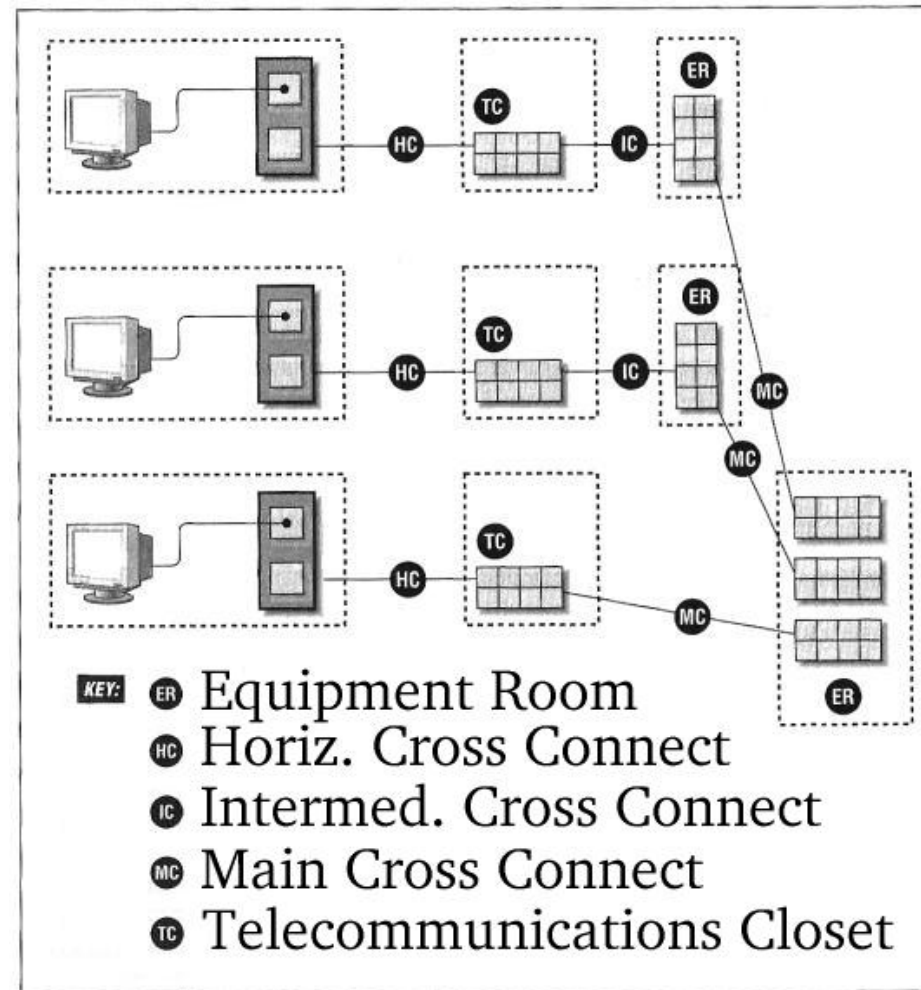 ER
TC
HC
IC
ER
TC
HC
IC
MC
MC
TC
HC
MC
ER
KEY:
ER Equipment Room
HC Horiz. Cross Connect
IC Intermed. Cross Connect
MC Main Cross Connect
TC Telecommunications Closet